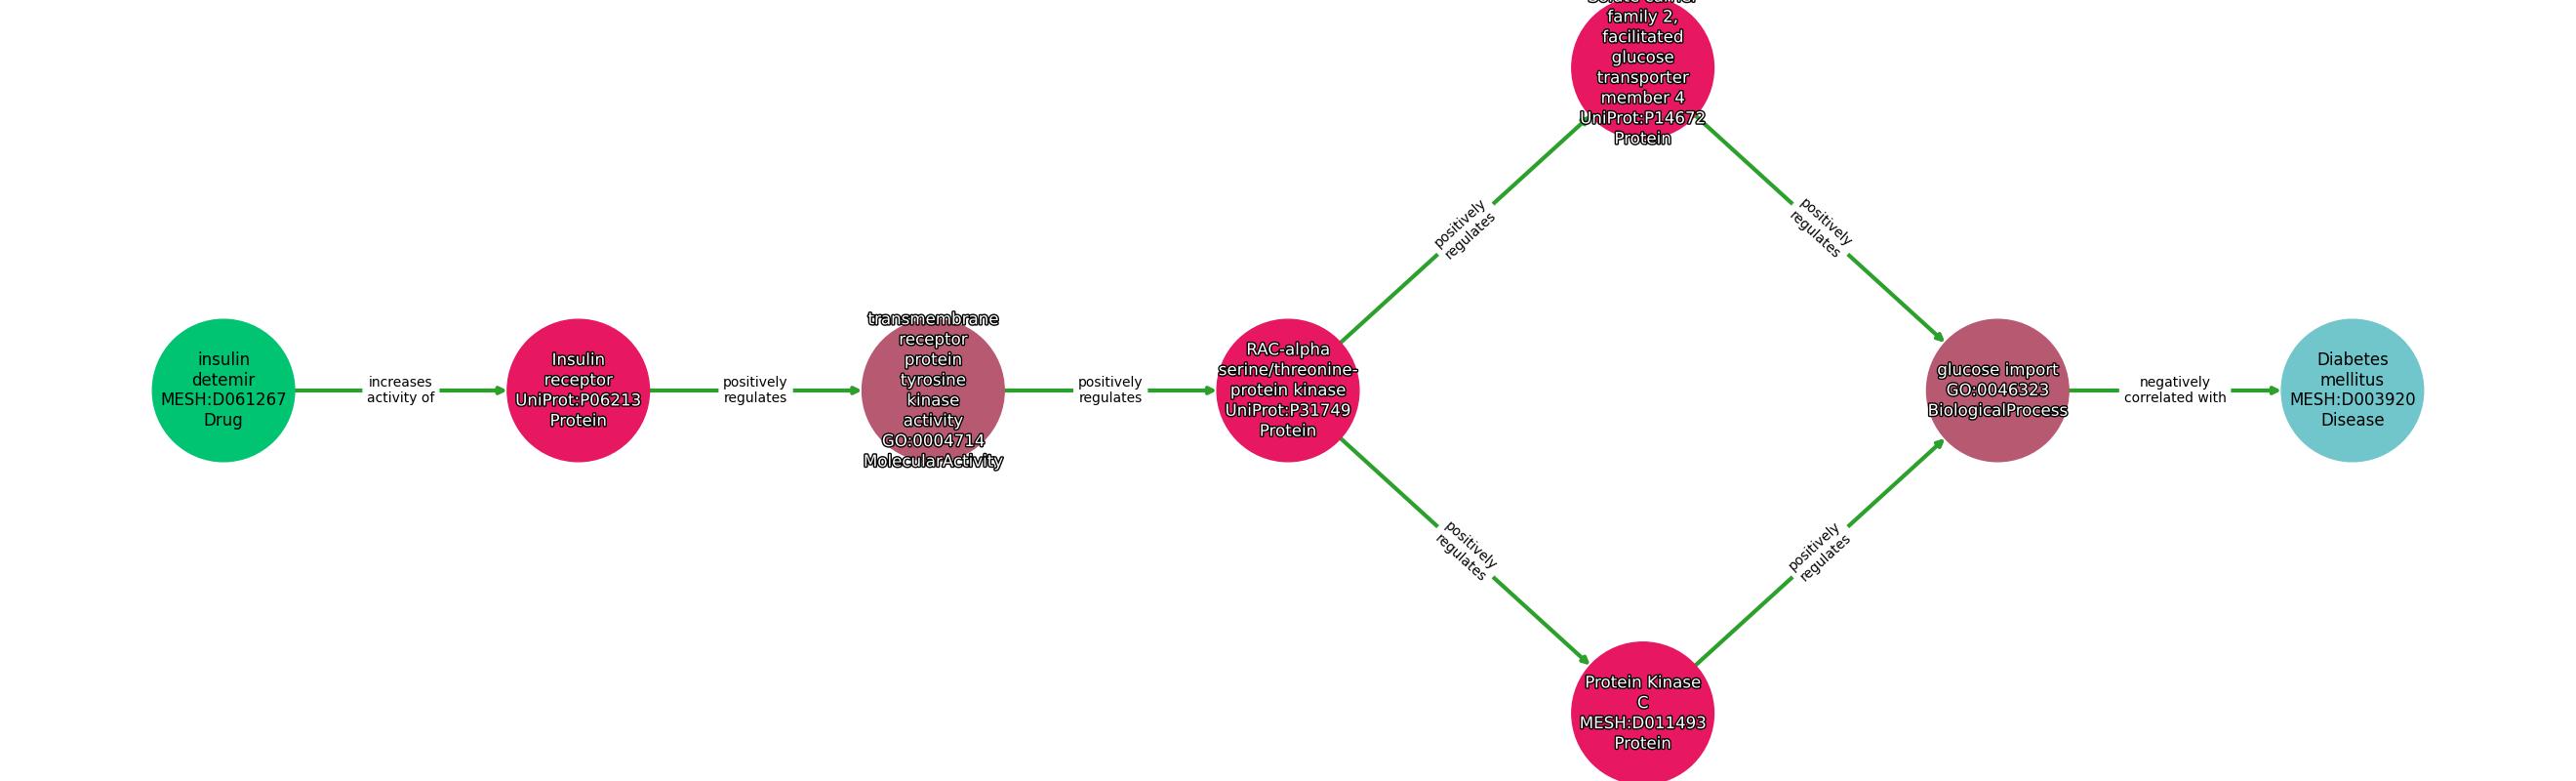 insulin
detemir
MESH:D061267
Drug
increases
activity of
Insulin
receptor
UniProt:P06213
Protein
positively
regulates
transmembrane
receptor
protein
tyrosine
kinase
activity
GO:0004714
MolecularActivity
positively
regulates
RAC-alpha
serine/threonine-
protein kinase
UniProt:P31749
Protein
positively
regulates
family 2,
facilitated
glucose
transporter
member 4
UniProt:P14672
Protein
positively
regulates
positively
regulates
Protein Kinase
C
MESH:D011493
Protein
positively
regulates
glucose import
GO:0046323
BiologicalProcess
negatively
correlated with
Diabetes
mellitus
MESH:D003920
Disease